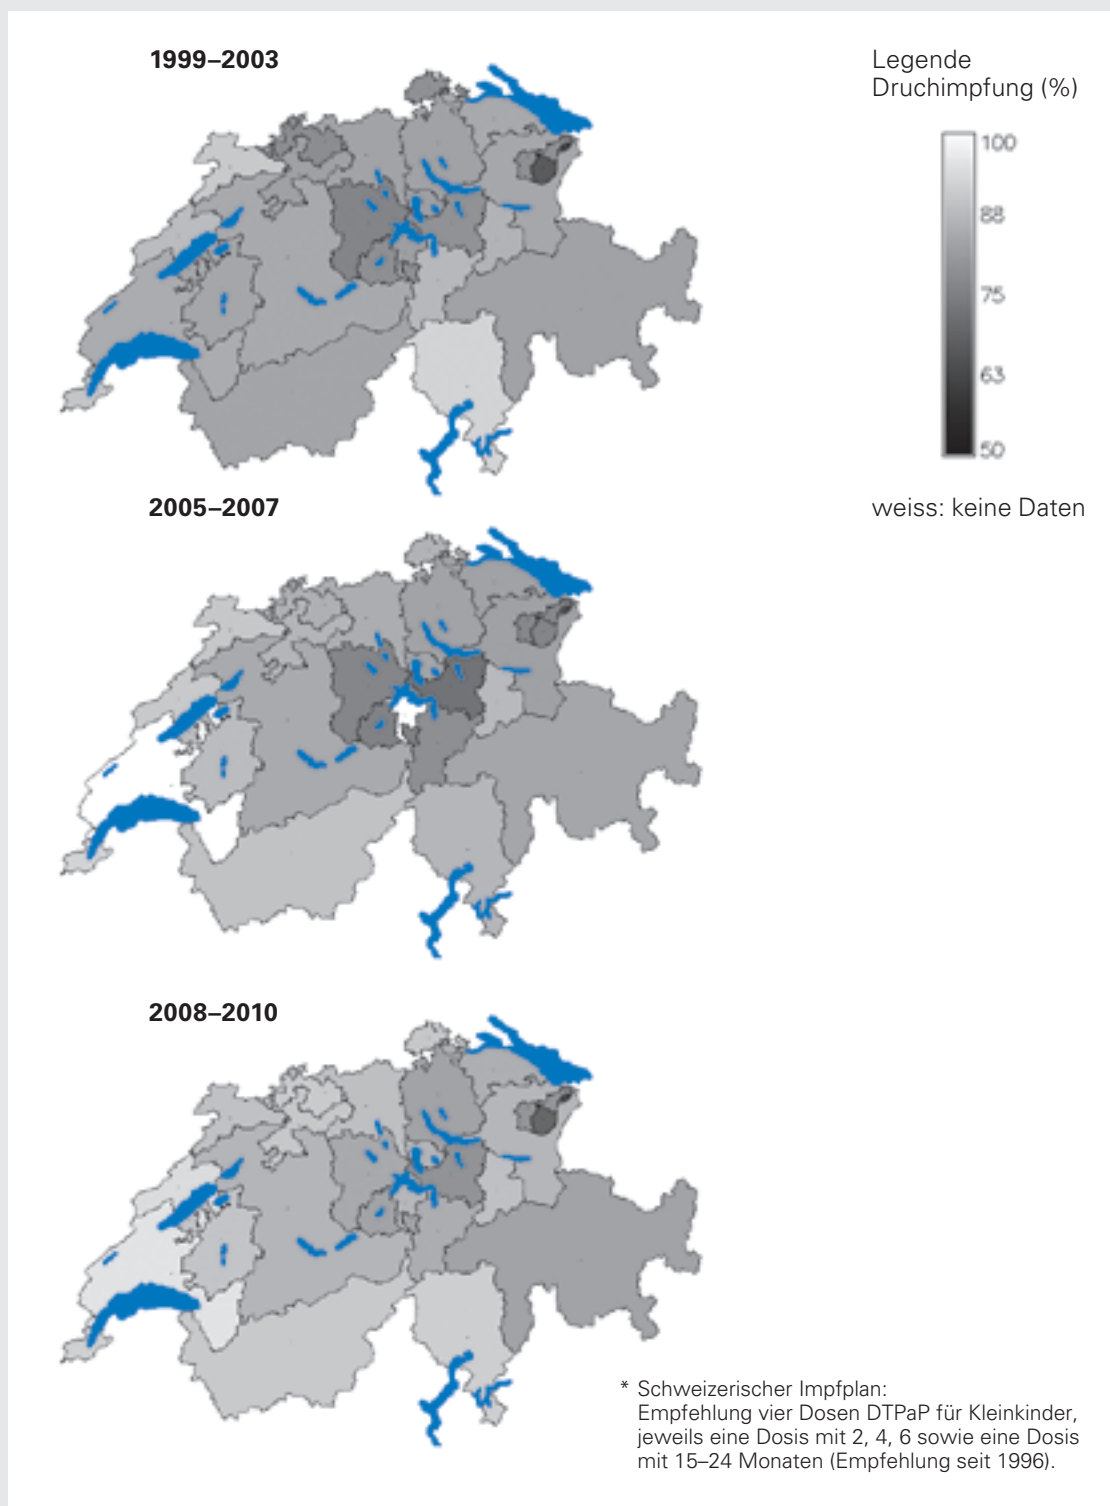 1999–2003
Legende
Druchimpfung (%)
100
88
75
63
50
weiss: keine Daten
2005–2007
2008–2010
* Schweizerischer Impfplan:
Empfehlung vier Dosen DTPaP für Kleinkinder,
jeweils eine Dosis mit 2, 4, 6 sowie eine Dosis
mit 15–24 Monaten (Empfehlung seit 1996).